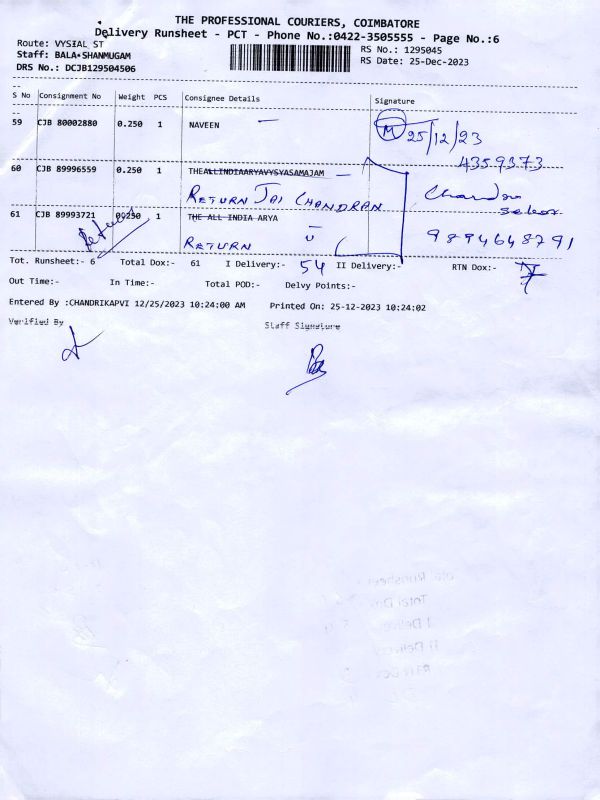 THE PROFESSIONAL COURIERS, COIMBATORE
Delivery Runsheet - PCT - Phone No.:0422-3505555 - Page No.:6
Route: VYSIAL ST
Staff: BALA•SHANMUGAM
DRS No.: DCJB129504506
RS No.: 1295045
RS Date: 25-Dec-2023
S No Consignment No Weight PCS Consignee Details Signature
59 CJB 80002880 0.250 1 NAVEEN
25/12/23
4359373
60 CJB 89996559 0.250 1 THEALLINDIAARYAVYSYASAMAJAM
RETURN JAI CHANDRAN
Chandra
Sekar
61 CJB 89993721 00250 1 THE ALL INDIA ARYA
RETURN
9894648791
Tot. Runsheet:- 6 Total Dox:- 61 I Delivery:- 54 II Delivery:- RTN Dox:- 7
Out Time:- In Time:- Total POD:- Delvy Points:-
Entered By :CHANDRIKAPVI 12/25/2023 10:24:00 AM Printed On: 25-12-2023 10:24:02
Verified By Staff Signature